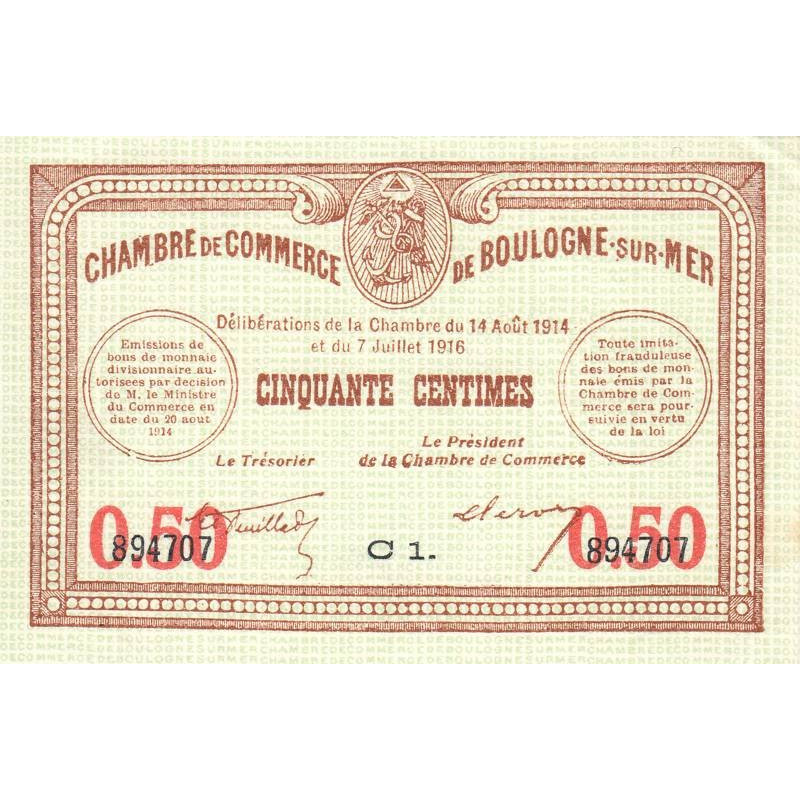 CHAMBRE DE COMMERCE DE BOULOGNE-SUR-MER
Délibérations de la Chambre du 14 Août 1914
et du 7 Juillet 1916
CINQUANTE CENTIMES
Emissions de
bons de monnaie
divisionnaire au-
torisees par decision
de M. le Ministre
du Commerce en
date du 20 aout
1914
Toute imita-
tion frauduleuse
des bons de mon-
naie émis par la
Chambre de Com-
merce sera pour-
suivie en vertu
de la loi
Le Trésorier
Le Président
de la Chambre de Commerce
0.50
894707
C 1.
0.50
894707